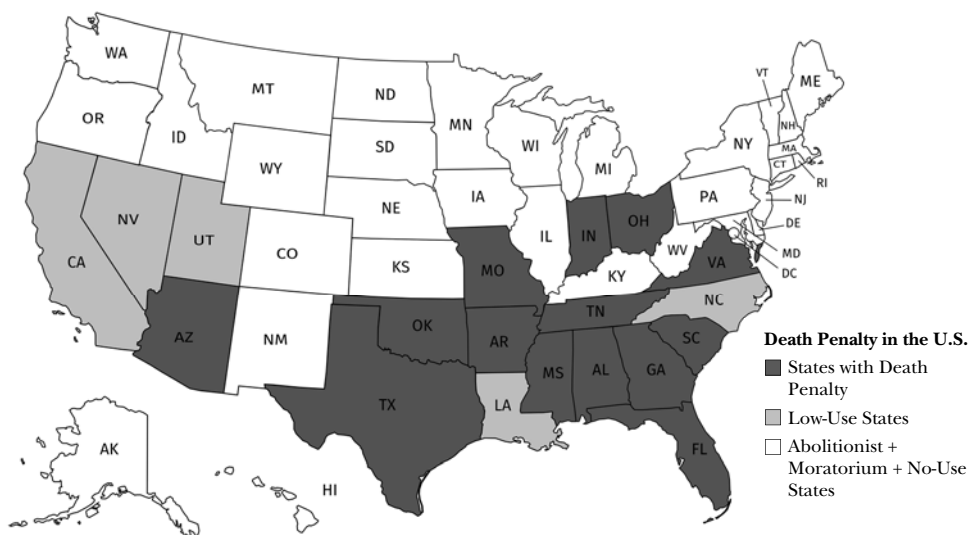 WA
MT
ND
MN
OR
ID
SD
WI
MI
WY
IA
NE
NV
UT
CO
KS
CA
IL
IN
OH
PA
NY
VT
ME
NH
MA
CT
RI
NJ
DE
MD
DC
WV
VA
KY
MO
NC
TN
SC
AZ
NM
OK
AR
MS
AL
GA
TX
LA
FL
AK
HI
Death Penalty in the U.S.
States with Death
Penalty
Low-Use States
Abolitionist +
Moratorium + No-Use
States